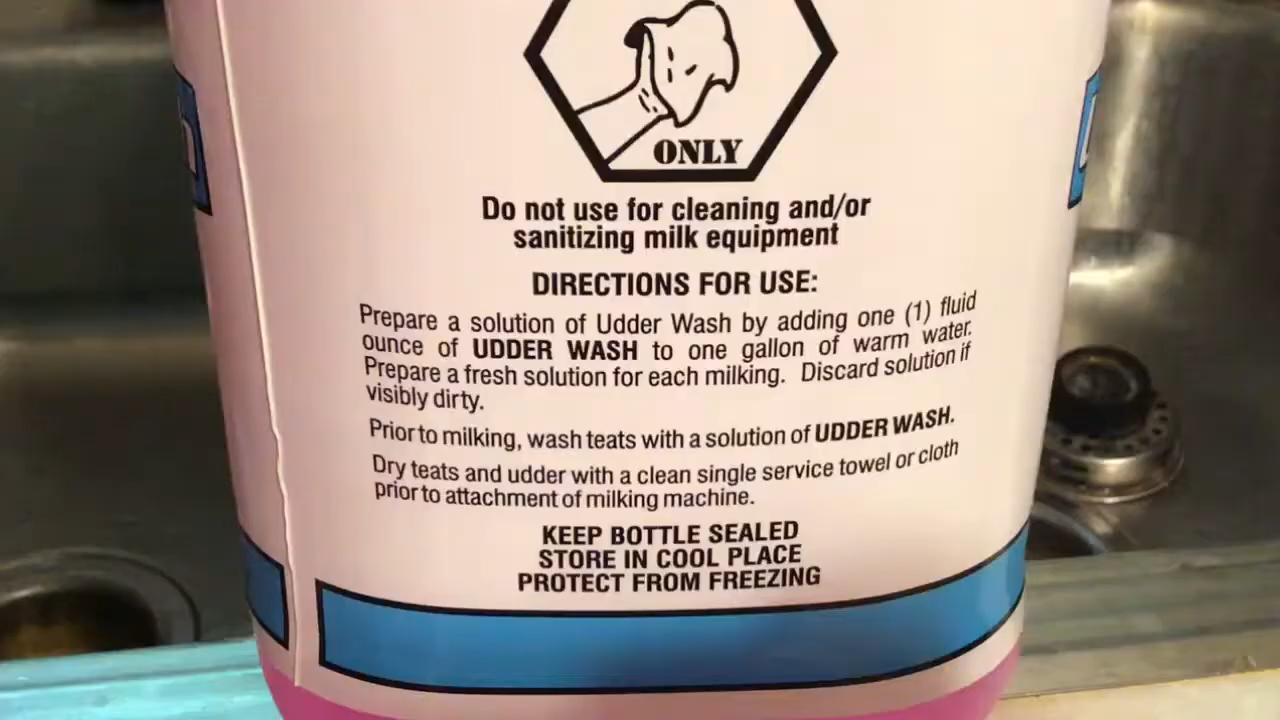 ONLY
Do not use for cleaning and/or
sanitizing milk equipment
DIRECTIONS FOR USE:
Prepare a solution of Udder Wash by adding one (1) fluid
ounce of UDDER WASH to one gallon of warm water.
Prepare a fresh solution for each milking. Discard solution if
visibly dirty.
Prior to milking, wash teats with a solution of UDDER WASH.
Dry teats and udder with a clean single service towel or cloth
prior to attachment of milking machine.
KEEP BOTTLE SEALED
STORE IN COOL PLACE
PROTECT FROM FREEZING